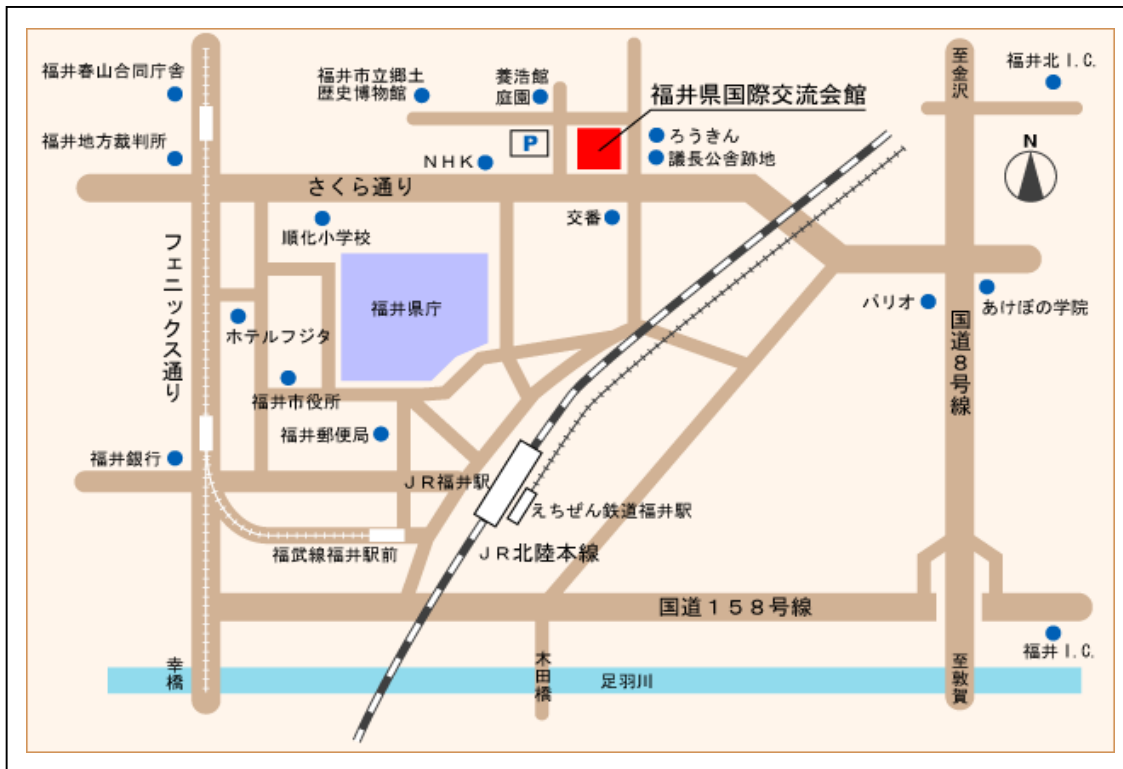 福井春山合同庁舎
福井市立郷土
歴史博物館
養浩館
庭園
福井県国際交流会館
至金沢
福井北I.C.
福井地方裁判所
P
ろうきん
議長公舎跡地
NHK
N
さくら通り
順化小学校
交番
フェニックス通り
福井県庁
パリオ
あけぼの学院
ホテルフジタ
国道8号線
福井市役所
福井郵便局
福井銀行
JR福井駅
えちぜん鉄道福井駅
福武線福井駅前
JR北陸本線
国道158号線
福井I.C.
幸橋
木田橋
足羽川
至敦賀